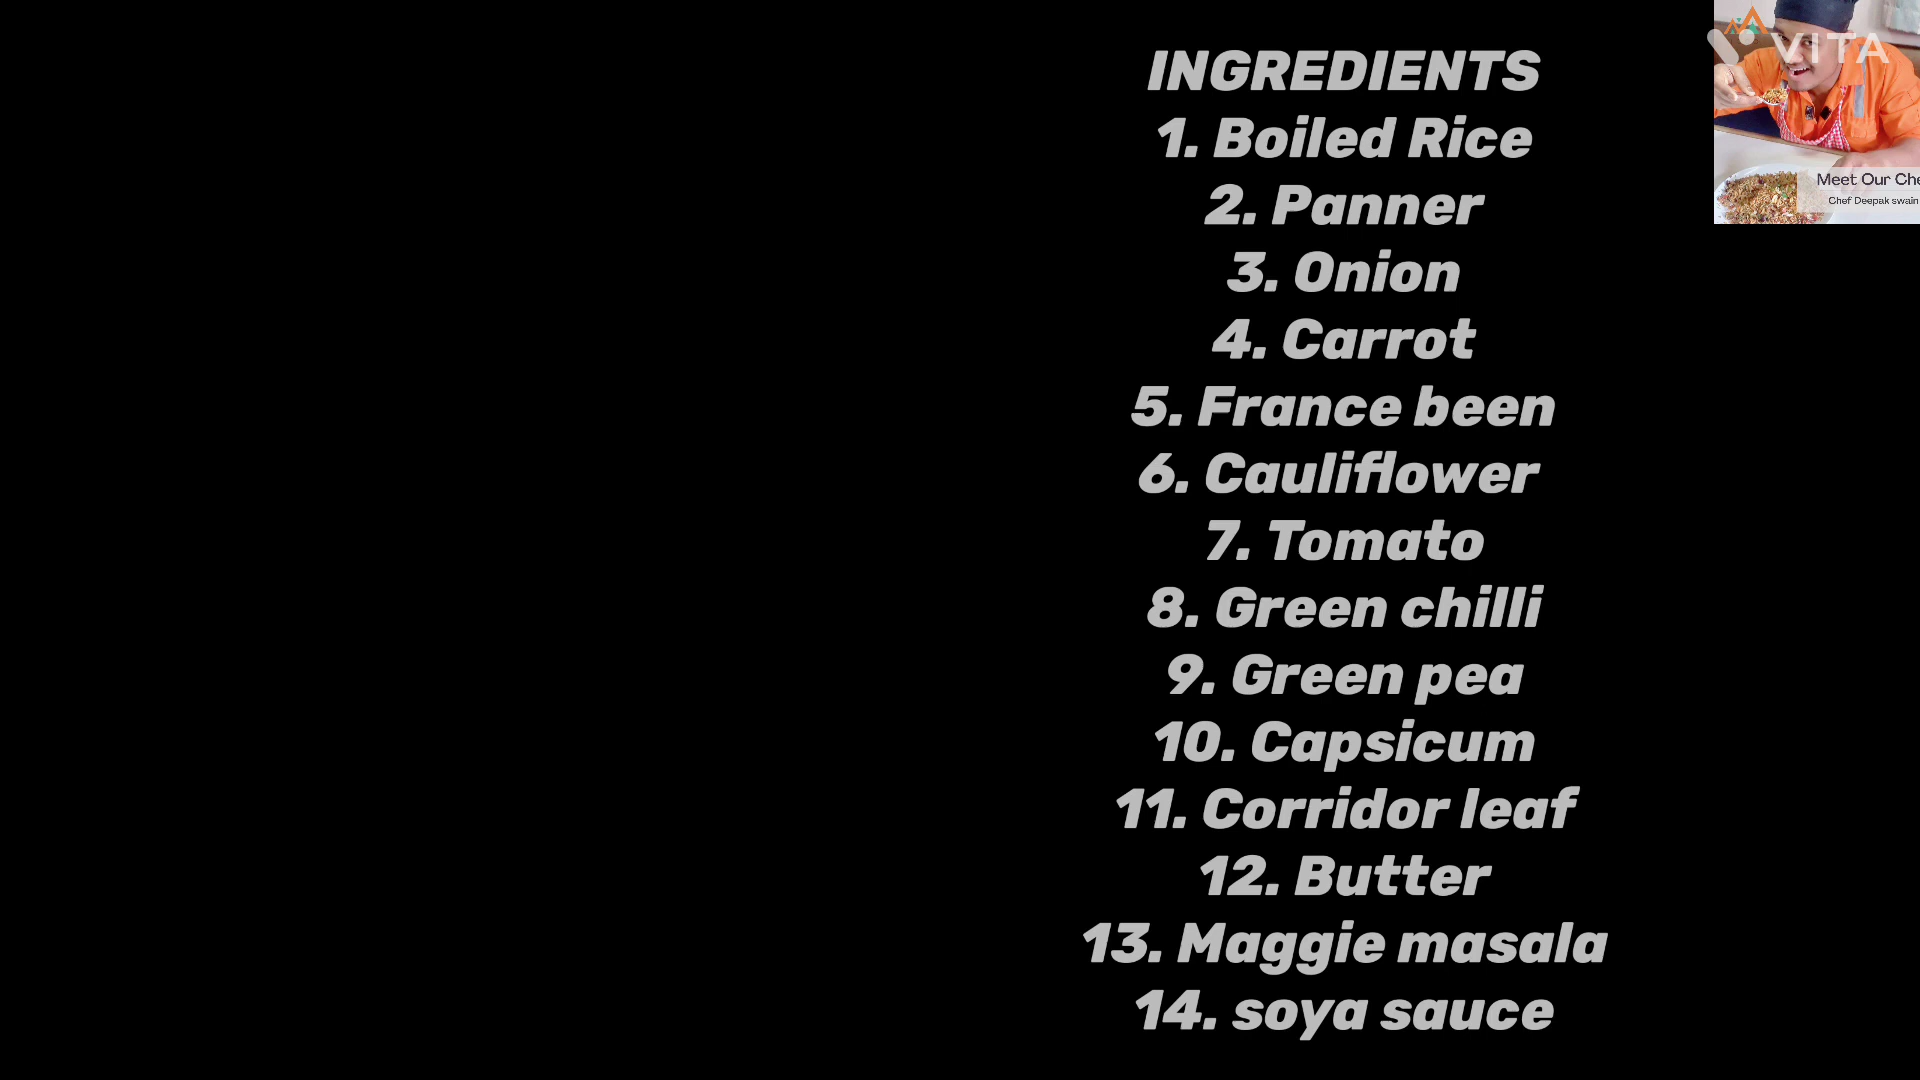 INGREDIENTS
1. Boiled Rice
2. Panner
3. Onion
4. Carrot
5. France been
6. Cauliflower
7. Tomato
8. Green chilli
9. Green pea
10. Capsicum
11. Corridor leaf
12. Butter
13. Maggie masala
14. soya sauce
VITA
Meet Our Che
Chef Deepak swain